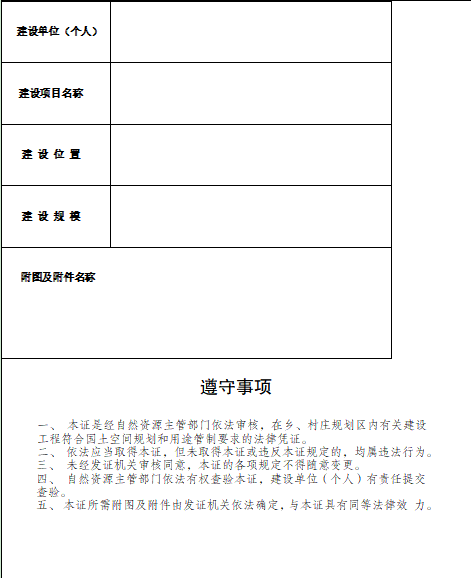 建设单位（个人）
建设项目名称
建 设 位 置
建 设 规 模
附图及附件名称
遵守事项
一、 本证是经自然资源主管部门依法审核，在乡、村庄规划区内有关建设
工程符合国土空间规划和用途管制要求的法律凭证。
二、 依法应当取得本证，但未取得本证或违反本证规定的，均属违法行为。
三、 未经发证机关审核同意，本证的各项规定不得随意变更。
四、 自然资源主管部门依法有权查验本证，建设单位（个人）有责任提交
查验。
五、 本证所需附图及附件由发证机关依法确定，与本证具有同等法律效 力。